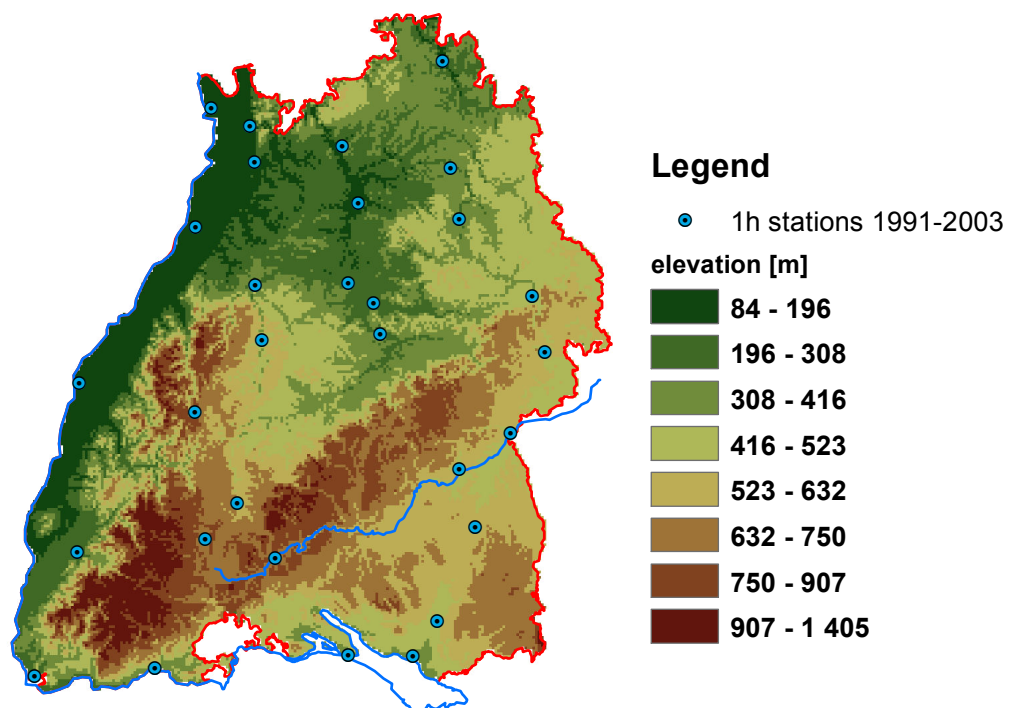 Legend
1h stations 1991-2003
elevation [m]
84 - 196
196 - 308
308 - 416
416 - 523
523 - 632
632 - 750
750 - 907
907 - 1 405